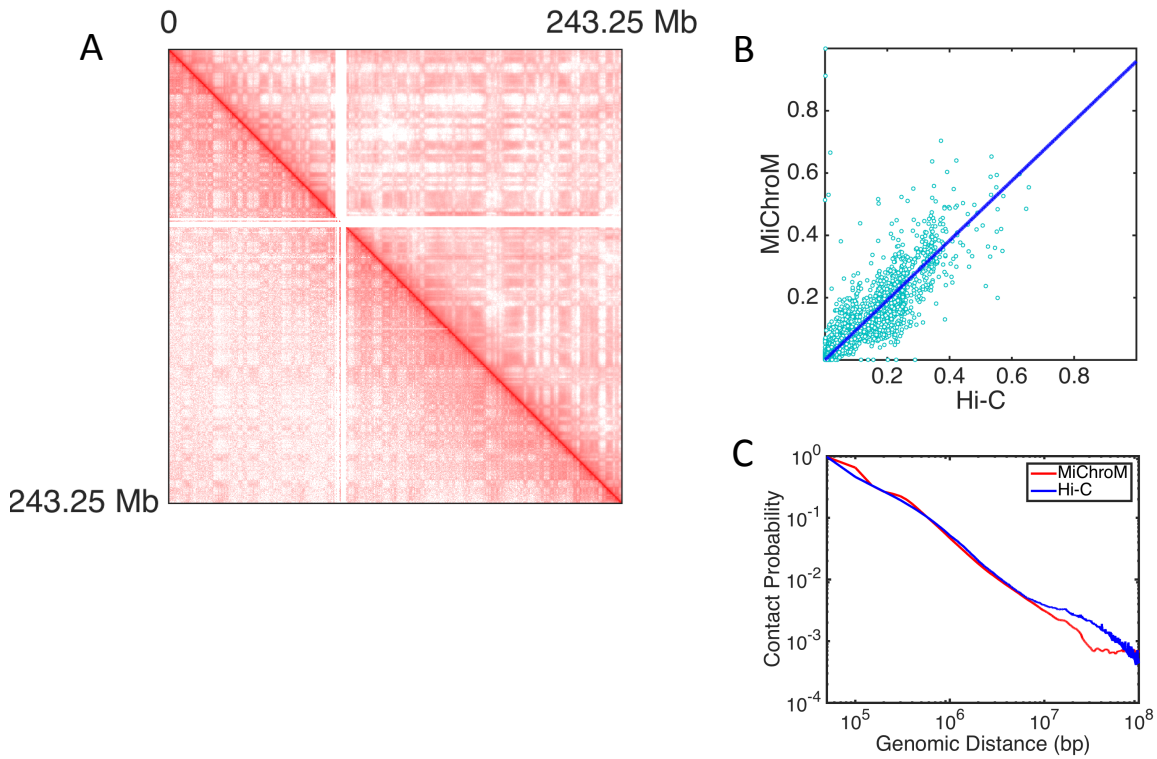 A
0 243.25 Mb
243.25 Mb
B
MiChroM
0.8
0.6
0.4
0.2
0.2 0.4 0.6 0.8
Hi-C
C
Contact Probability
10^0
10^-1
10^-2
10^-3
10^-4
MiChroM
Hi-C
10^5 10^6 10^7 10^8
Genomic Distance (bp)